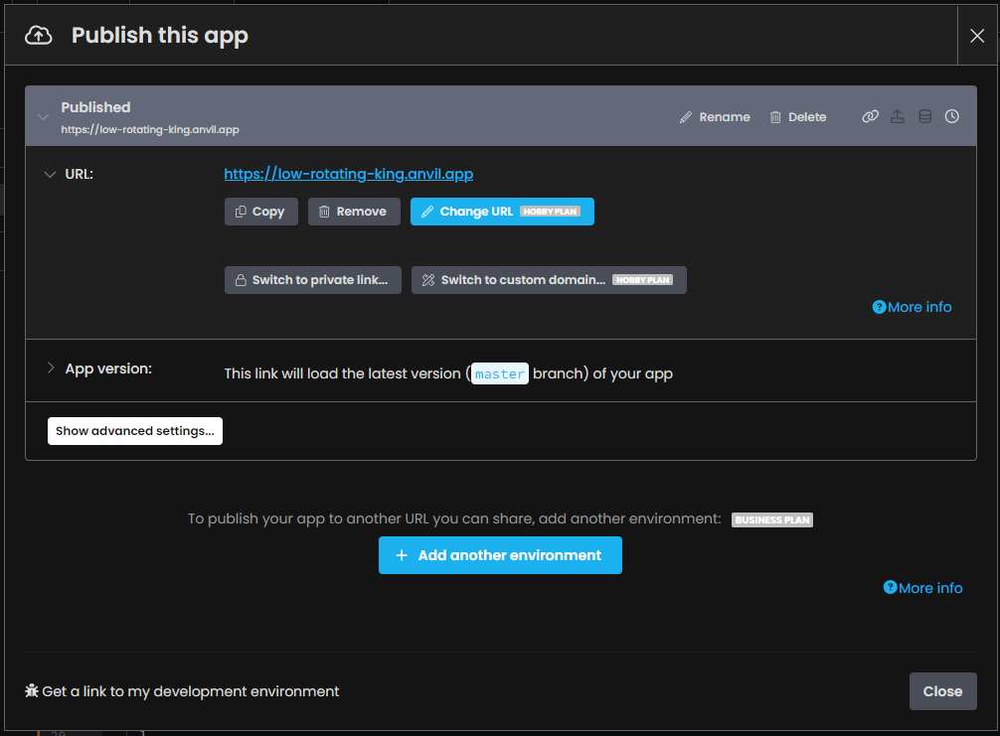 Publish this app
Published
https://low-rotating-king.anvil.app
Rename
Delete
URL:
https://low-rotating-king.anvil.app
Copy
Remove
Change URL HOBBY PLAN
Switch to private link...
Switch to custom domain... HOBBY PLAN
?More info
App version:
This link will load the latest version (master branch) of your app
Show advanced settings...
To publish your app to another URL you can share, add another environment: BUSINESS PLAN
+ Add another environment
?More info
Get a link to my development environment
Close